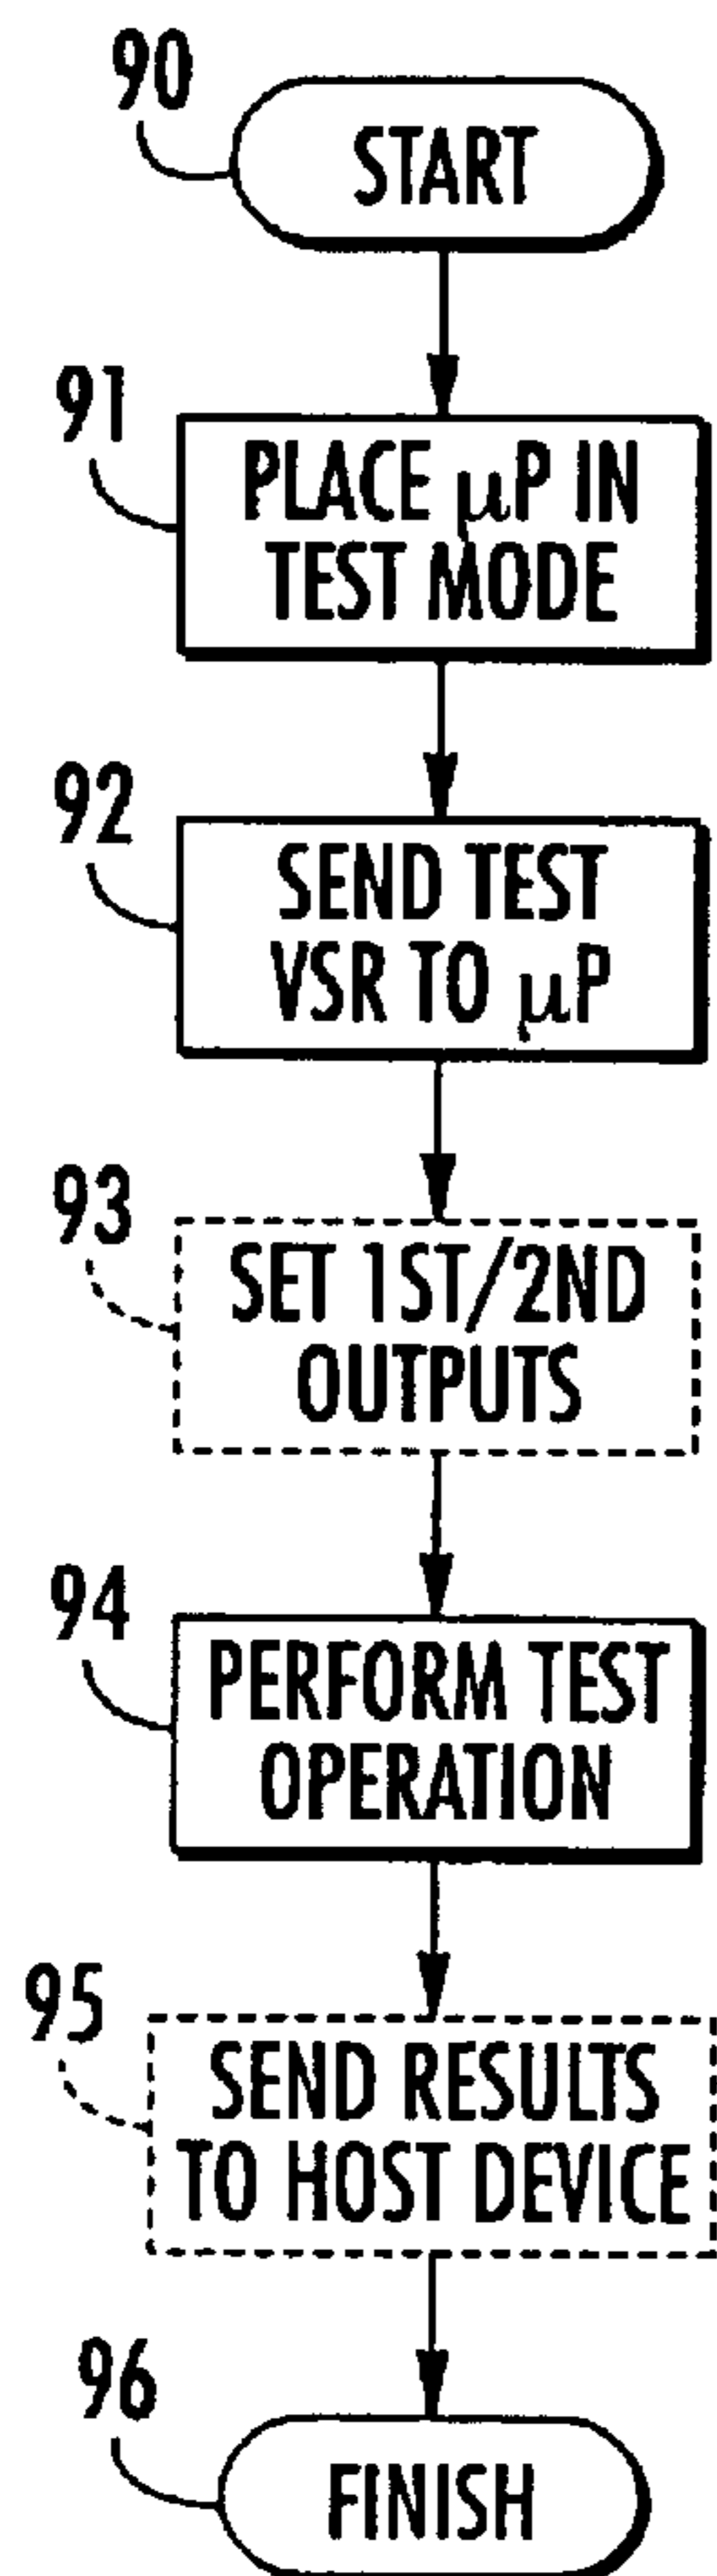 90
START
91
PLACE μP IN
TEST MODE
92
SEND TEST
VSR TO μP
93
SET 1ST/2ND
OUTPUTS
94
PERFORM TEST
OPERATION
95
SEND RESULTS
TO HOST DEVICE
96
FINISH